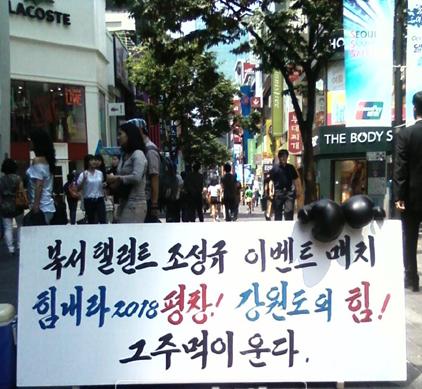 LACOSTE
SEOUL
THE BODY S
복서 탤런트 조성규 이벤트 매치
힘내라 2018 평창! 강원도의 힘!
그 주먹이 온다.